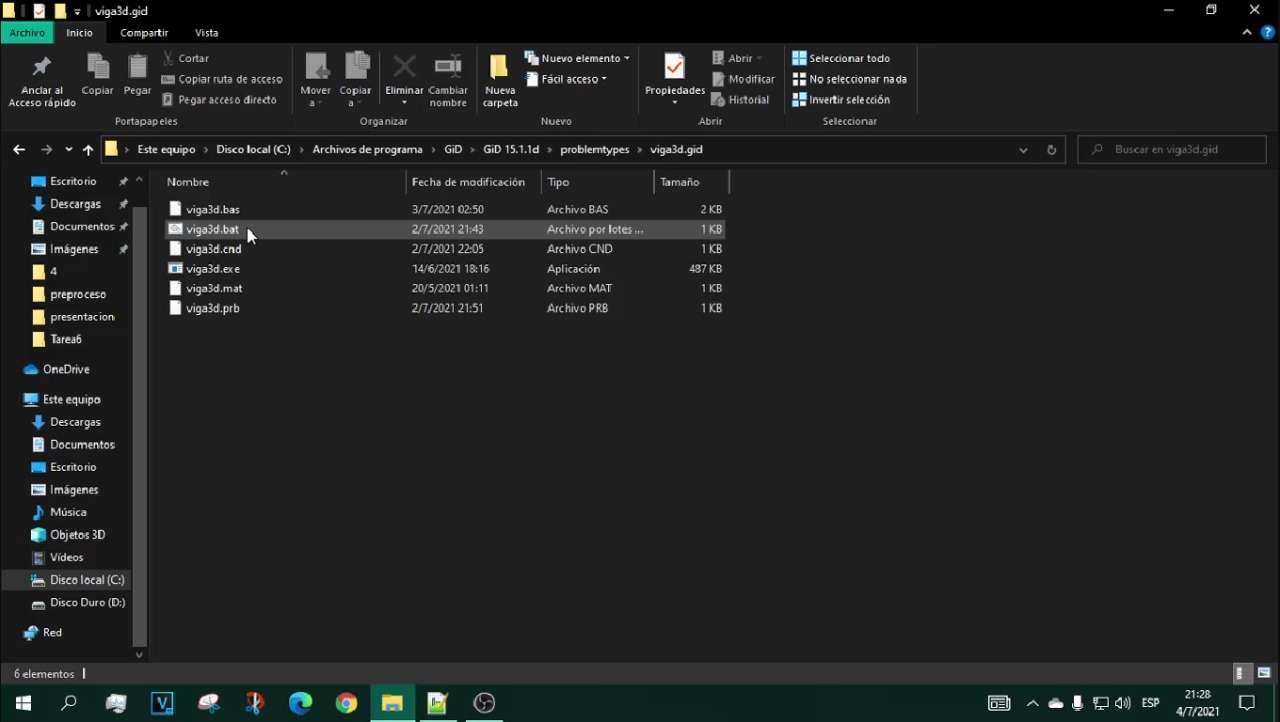 viga3d.gid
Archivo Inicio Compartir Vista
Anclar al Acceso rápido
Copiar
Pegar
Cortar
Copiar ruta de acceso
Pegar acceso directo
Portapapeles
Mover a
Copiar a
Eliminar
Cambiar nombre
Organizar
Nueva carpeta
Nuevo elemento
Fácil acceso
Nuevo
Propiedades
Abrir
Modificar
Historial
Abrir
Seleccionar todo
No seleccionar nada
Invertir selección
Seleccionar
Este equipo > Disco local (C:) > Archivos de programa > GiD > GiD 15.1.1d > problemtypes > viga3d.gid
Buscar en viga3d.gid
Escritorio
Descargas
Documentos
Imágenes
4
preproceso
presentacion
Tarea6
OneDrive
Este equipo
Descargas
Documentos
Escritorio
Imágenes
Música
Objetos 3D
Vídeos
Disco local (C:)
Disco Duro (D:)
Red
Nombre Fecha de modificación Tipo Tamaño
viga3d.bas 3/7/2021 02:50 Archivo BAS 2 KB
viga3d.bat 2/7/2021 21:43 Archivo por lotes ... 1 KB
viga3d.cnd 2/7/2021 22:05 Archivo CND 1 KB
viga3d.exe 14/6/2021 18:16 Aplicación 487 KB
viga3d.mat 20/5/2021 01:11 Archivo MAT 1 KB
viga3d.prb 2/7/2021 21:51 Archivo PRB 1 KB
6 elementos
ESP
21:28
4/7/2021